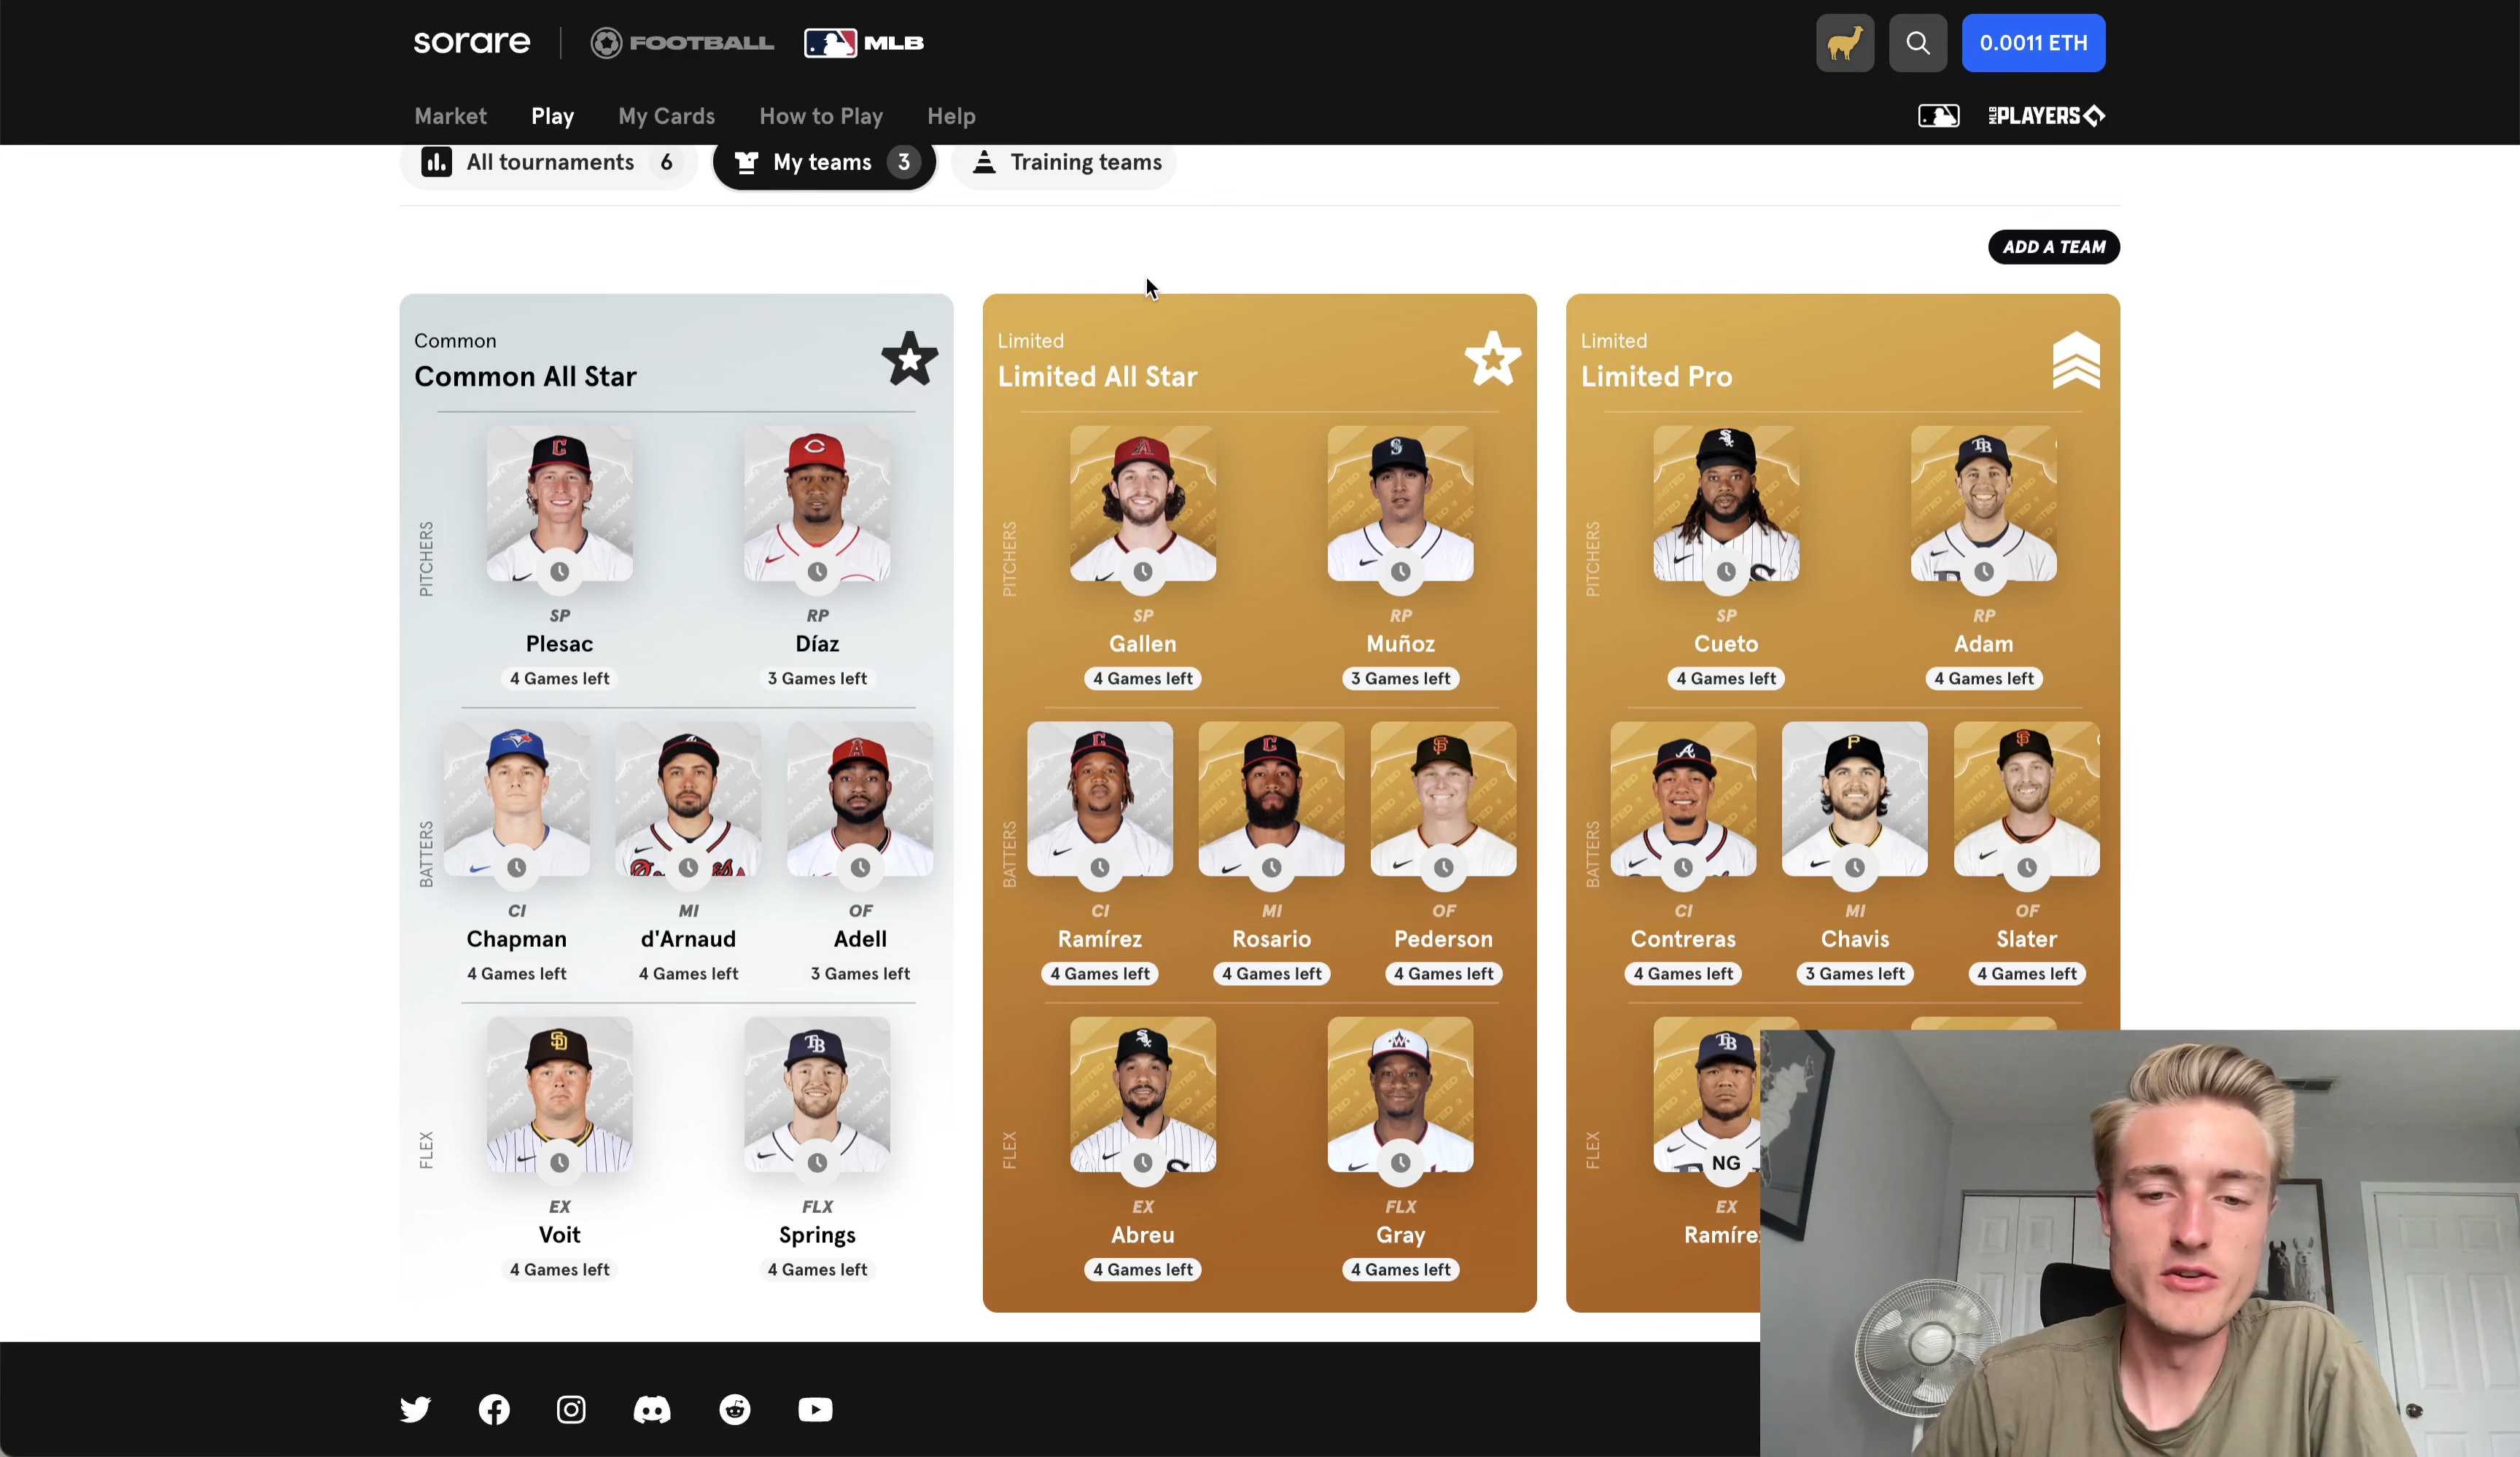 sorare FOOTBALL MLB 0.0011 ETH
Market Play My Cards How to Play Help MLB PLAYERS
All tournaments 6 My teams 3 Training teams
ADD A TEAM
Common
Common All Star
PITCHERS
SP RP
Plesac Díaz
4 Games left 3 Games left
BATTERS
CI MI OF
Chapman d'Arnaud Adell
4 Games left 4 Games left 3 Games left
FLEX
EX FLX
Voit Springs
4 Games left 4 Games left
Limited
Limited All Star
PITCHERS
SP RP
Gallen Muñoz
4 Games left 3 Games left
BATTERS
CI MI OF
Ramírez Rosario Pederson
4 Games left 4 Games left 4 Games left
FLEX
EX FLX
Abreu Gray
4 Games left 4 Games left
Limited
Limited Pro
PITCHERS
SP RP
Cueto Adam
4 Games left 4 Games left
BATTERS
CI MI OF
Contreras Chavis Slater
4 Games left 3 Games left 4 Games left
FLEX
NG
EX
Ramíre